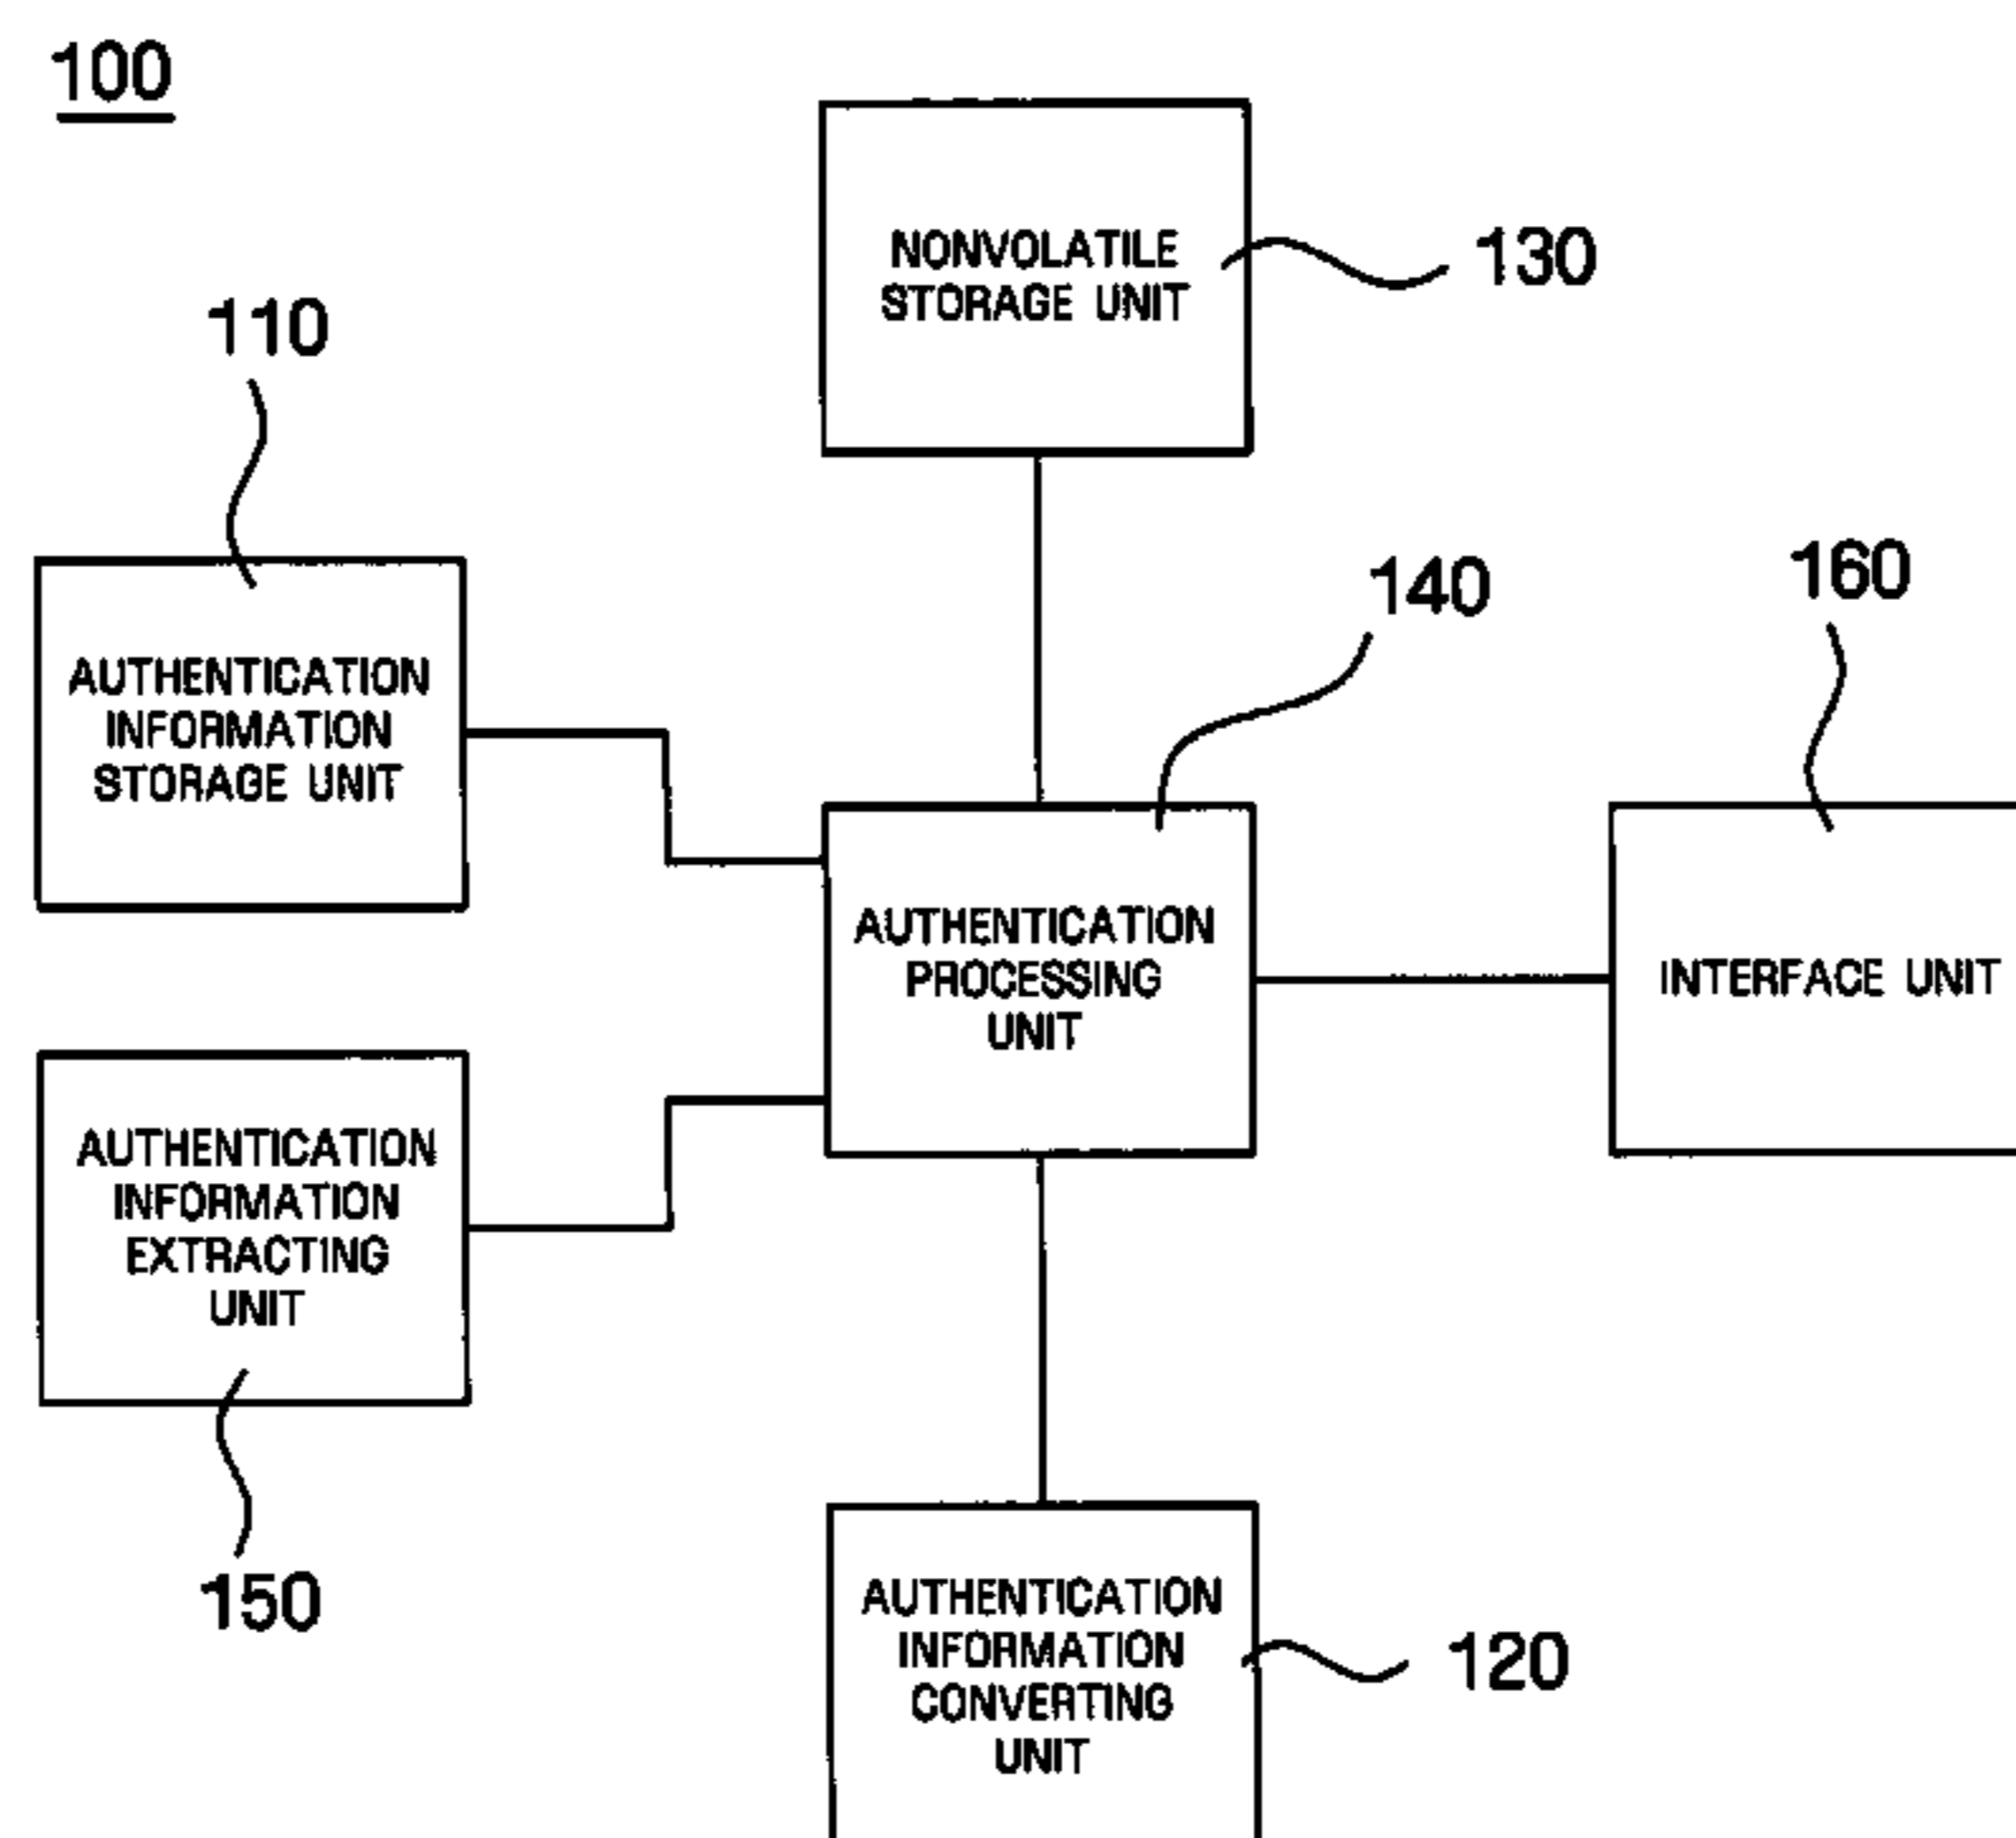 100
NONVOLATILE
STORAGE UNIT
130
110
AUTHENTICATION
INFORMATION
STORAGE UNIT
140
AUTHENTICATION
PROCESSING
UNIT
160
INTERFACE UNIT
AUTHENTICATION
INFORMATION
EXTRACTING
UNIT
150
AUTHENTICATION
INFORMATION
CONVERTING
UNIT
120